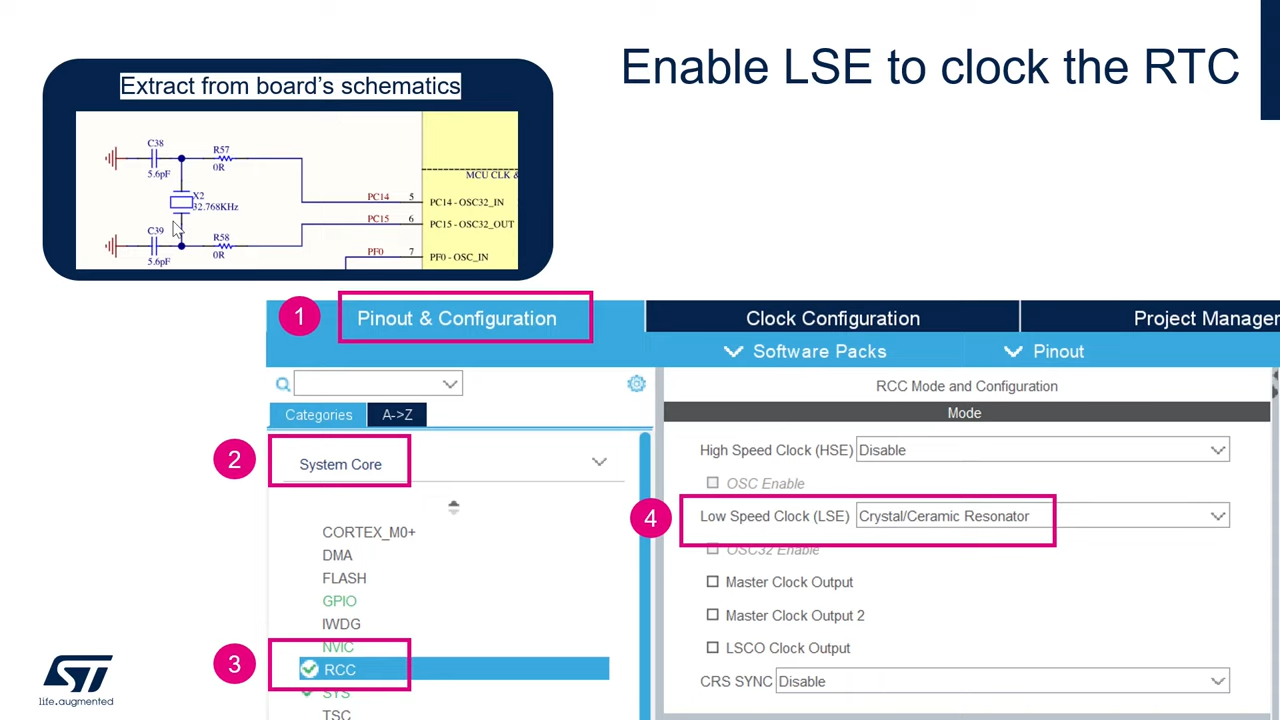 Enable LSE to clock the RTC
Extract from board's schematics
C38
5.6pF
R57
0R
X2
32.768KHz
C39
5.6pF
R58
0R
MCU CLK &
PC14 5 PC14 - OSC32_IN
PC15 6 PC15 - OSC32_OUT
PF0 7 PF0 - OSC_IN
1 Pinout & Configuration
Clock Configuration
Project Manager
Software Packs
Pinout
Categories
A->Z
2 System Core
CORTEX_M0+
DMA
FLASH
GPIO
IWDG
NVIC
3 RCC
SYS
TSC
RCC Mode and Configuration
Mode
High Speed Clock (HSE) Disable
OSC Enable
4 Low Speed Clock (LSE) Crystal/Ceramic Resonator
OSC32 Enable
Master Clock Output
Master Clock Output 2
LSCO Clock Output
CRS SYNC Disable
ST
life.augmented